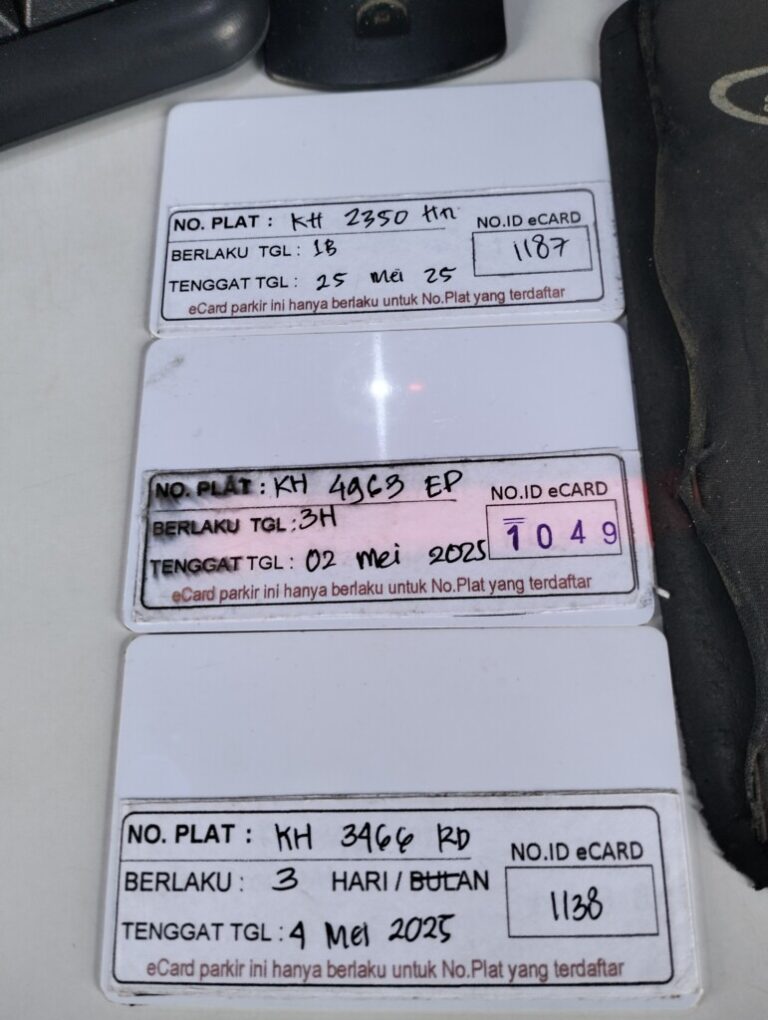 NO. PLAT : KH 2350 HR
NO.ID eCARD
BERLAKU TGL : 1B
1187
TENGGAT TGL : 25 Mei 25
eCard parkir ini hanya berlaku untuk No.Plat yang terdaftar
NO. PLAT : KH 4963 EP
NO.ID eCARD
BERLAKU TGL : 3H
1049
TENGGAT TGL : 02 Mei 2025
eCard parkir ini hanya berlaku untuk No.Plat yang terdaftar
NO. PLAT : KH 3466 RD
NO.ID eCARD
BERLAKU : 3 HARI / BULAN
1138
TENGGAT TGL : 4 Mei 2025
eCard parkir ini hanya berlaku untuk No.Plat yang terdaftar